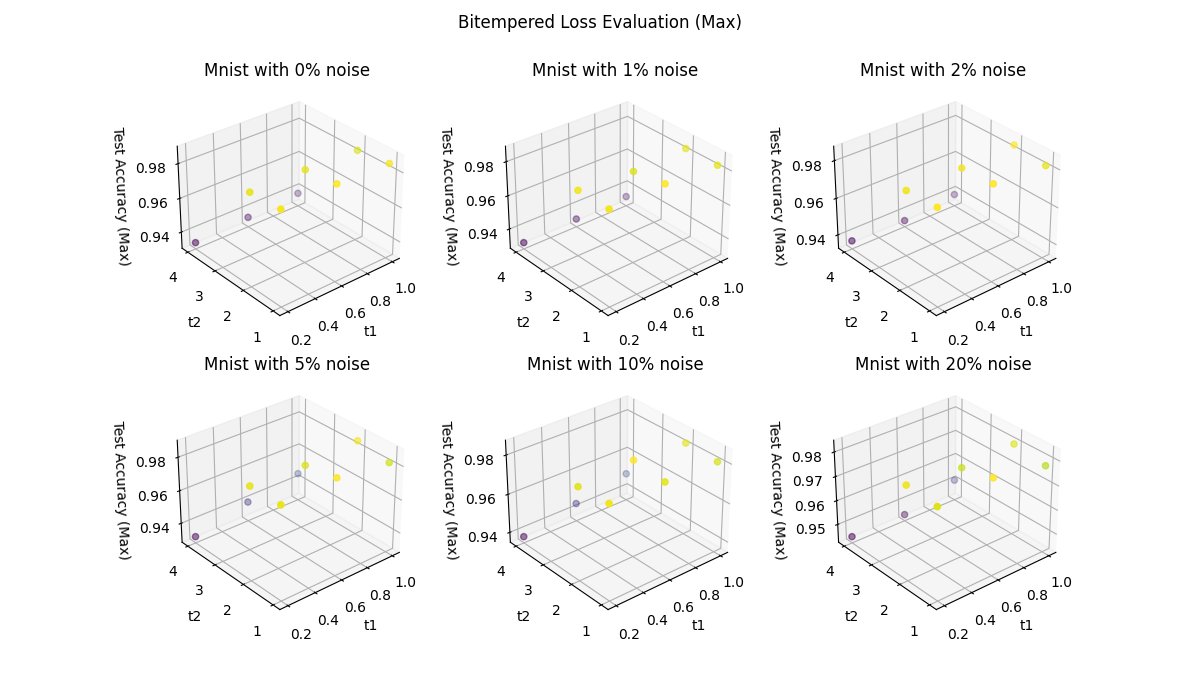 Bitempered Loss Evaluation (Max)
Mnist with 0% noise
Test Accuracy (Max)
0.98
0.96
0.94
4
3
2
1
t2
0.2
0.4
0.6
0.8
1.0
t1
Mnist with 1% noise
Test Accuracy (Max)
0.98
0.96
0.94
4
3
2
1
t2
0.2
0.4
0.6
0.8
1.0
t1
Mnist with 2% noise
Test Accuracy (Max)
0.98
0.96
0.94
4
3
2
1
t2
0.2
0.4
0.6
0.8
1.0
t1
Mnist with 5% noise
Test Accuracy (Max)
0.98
0.96
0.94
4
3
2
1
t2
0.2
0.4
0.6
0.8
1.0
t1
Mnist with 10% noise
Test Accuracy (Max)
0.98
0.96
0.94
4
3
2
1
t2
0.2
0.4
0.6
0.8
1.0
t1
Mnist with 20% noise
Test Accuracy (Max)
0.98
0.97
0.96
0.95
4
3
2
1
t2
0.2
0.4
0.6
0.8
1.0
t1